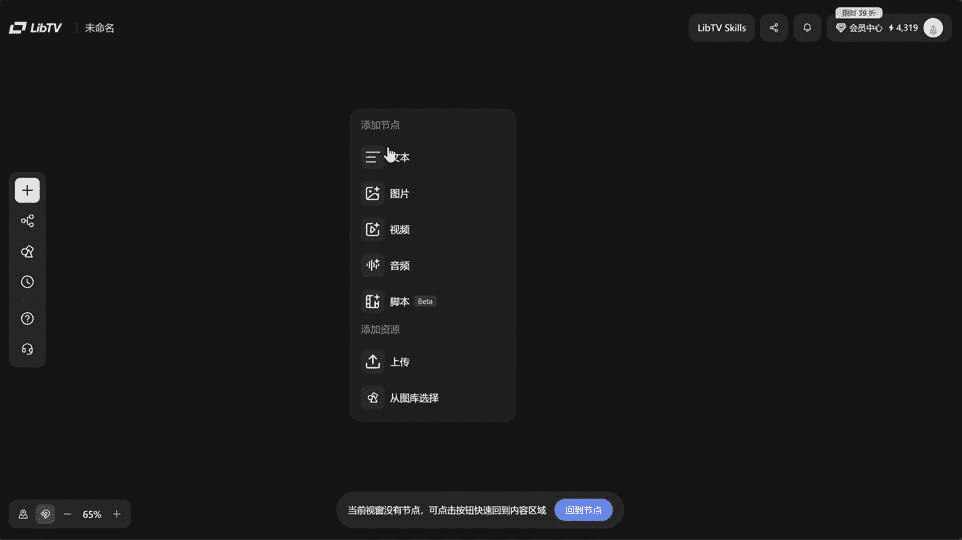 LibTV
未命名
LibTV Skills
限时 39 折
会员中心
4,319
添加节点
文本
图片
视频
音频
脚本 Beta
添加资源
上传
从图库选择
65%
当前视窗没有节点，可点击按钮快速回到内容区域
回到节点